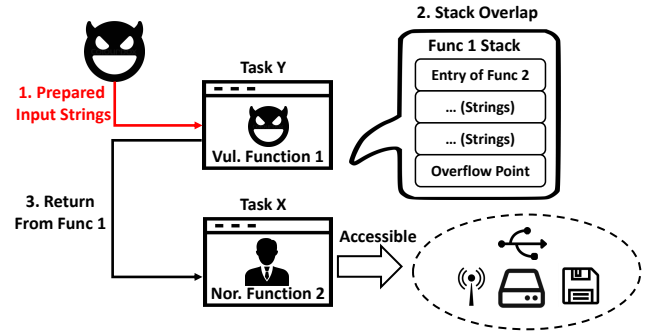 2. Stack Overlap
Func 1 Stack
Entry of Func 2
... (Strings)
... (Strings)
Overflow Point
1. Prepared
Input Strings
Task Y
Vul. Function 1
3. Return
From Func 1
Task X
Nor. Function 2
Accessible